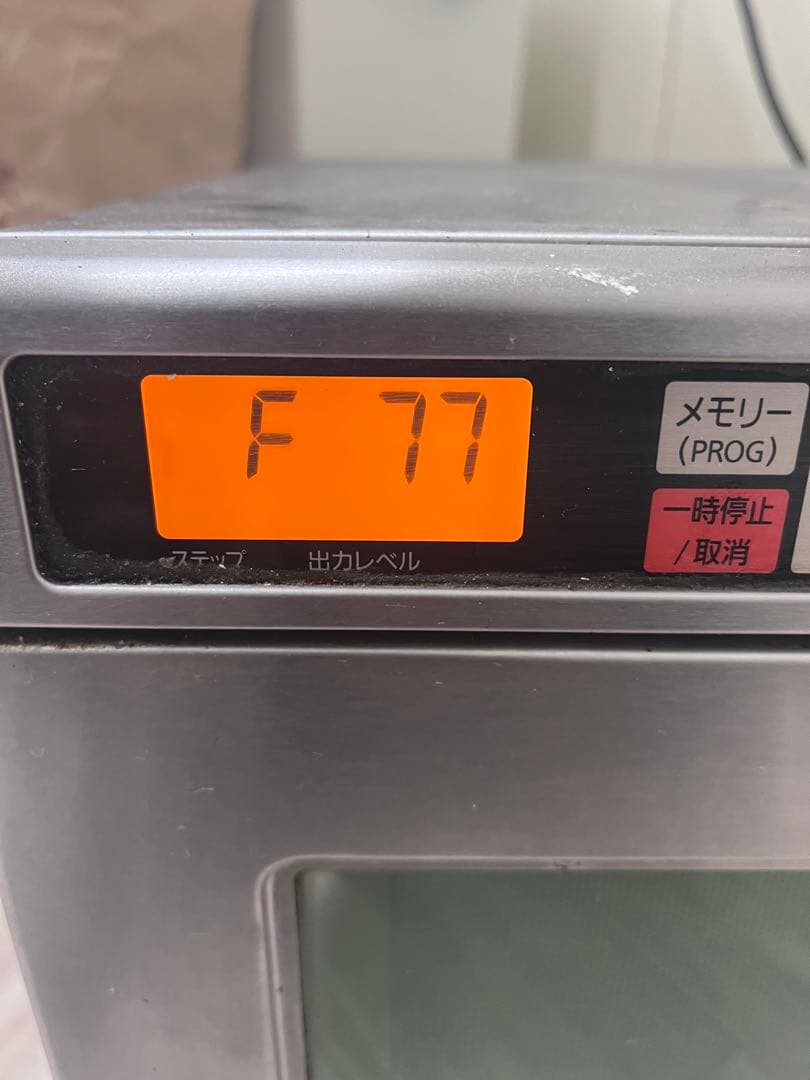 F 77
メモリー
(PROG)
一時停止
/取消
ステップ 出力レベル